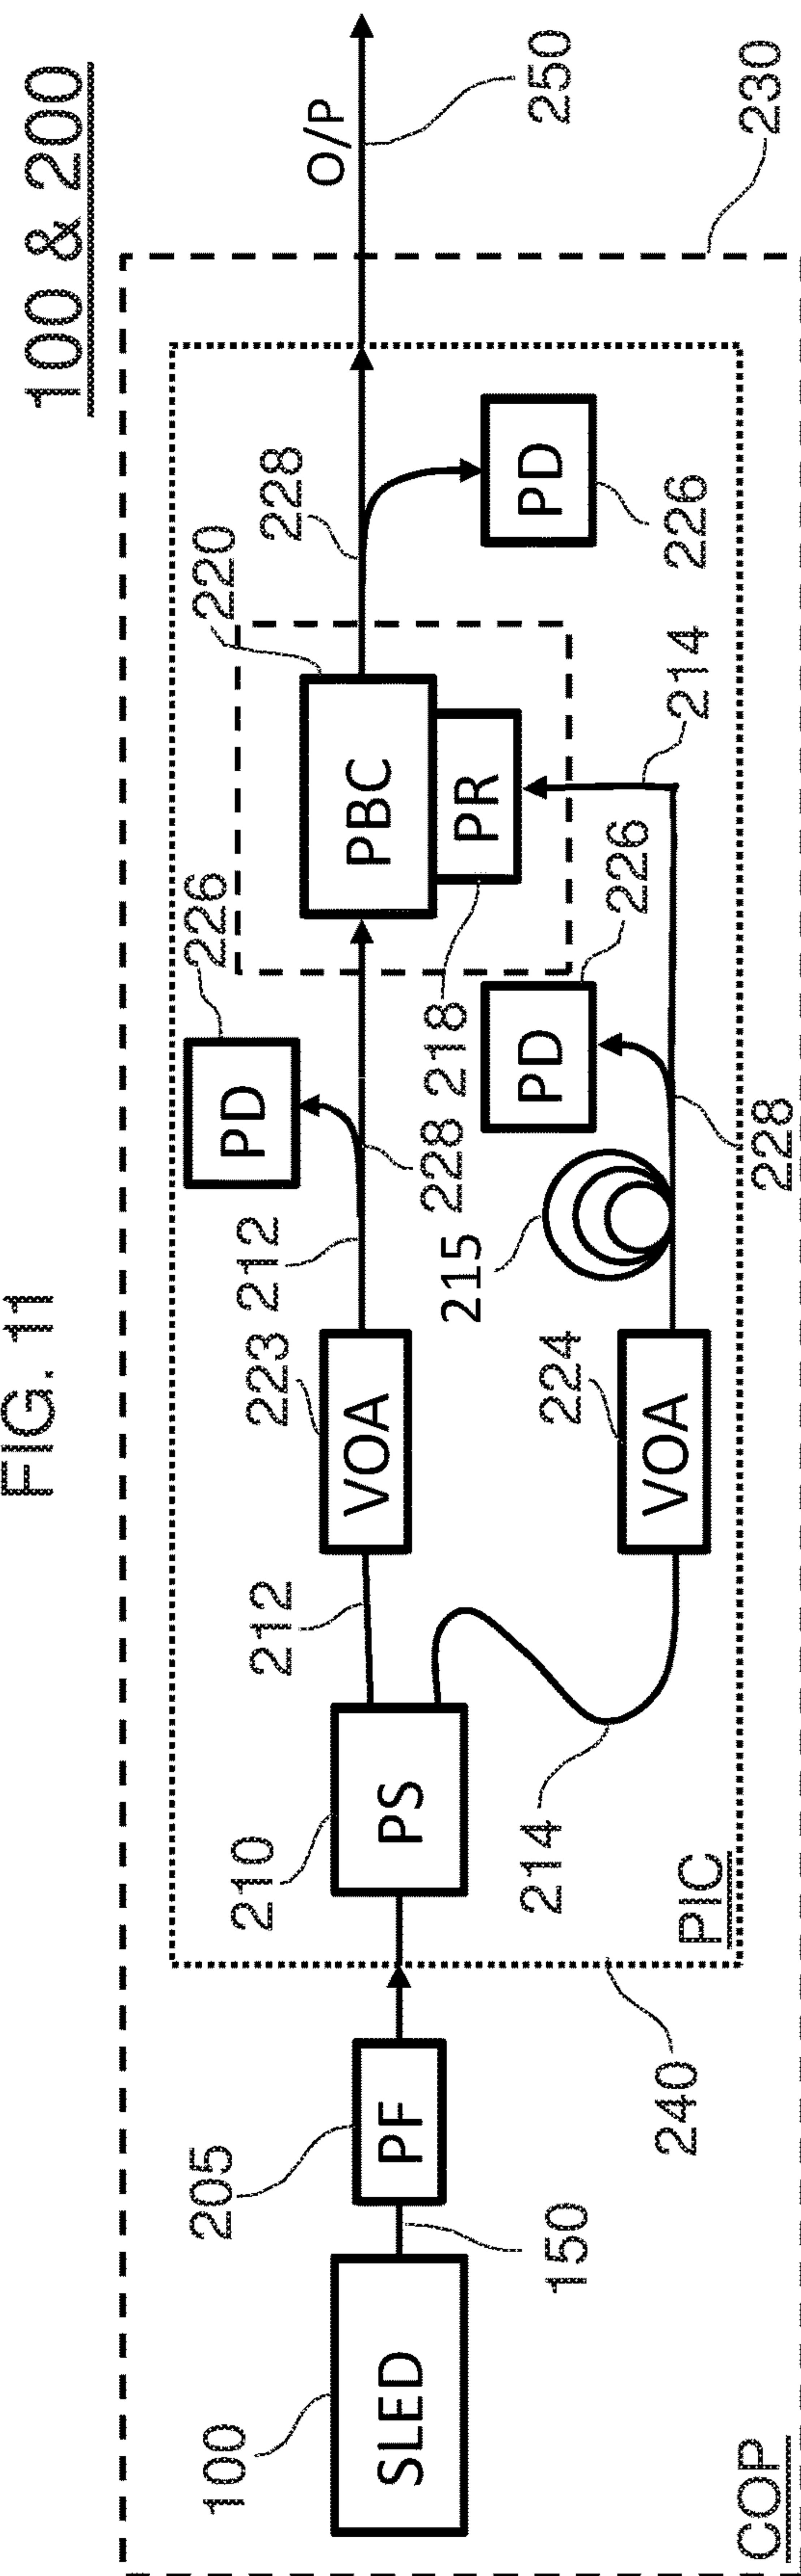 FIG. 11
100 & 200
100
SLED
150
205
PF
210
PS
212
214
223
VOA
224
VOA
212
215
228
PD
226
228
PD
226
218
PBC
PR
220
214
228
PD
226
O/P
250
230
240
PIC
COP